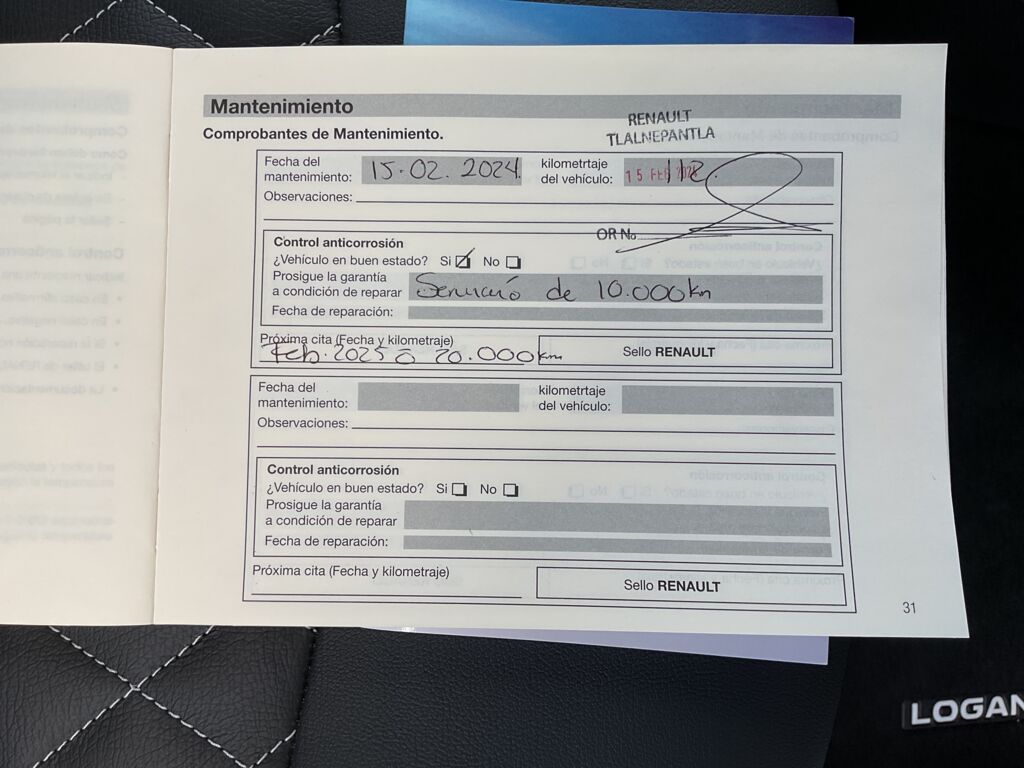 Mantenimiento
Comprobantes de Mantenimiento.
RENAULT
TLALNEPANTLA
Fecha del mantenimiento: 15.02.2024.
kilometrtaje del vehículo: 15 FEB
Observaciones:
OR No.
Control anticorrosión
¿Vehículo en buen estado? Si No
Prosigue la garantía
a condición de reparar Servicio de 10.000km
Fecha de reparación:
Próxima cita (Fecha y kilometraje)
Feb. 2025 ó 20.000km
Sello RENAULT
Fecha del mantenimiento:
kilometrtaje del vehículo:
Observaciones:
Control anticorrosión
¿Vehículo en buen estado? Si No
Prosigue la garantía
a condición de reparar
Fecha de reparación:
Próxima cita (Fecha y kilometraje)
Sello RENAULT
31
LOGAN